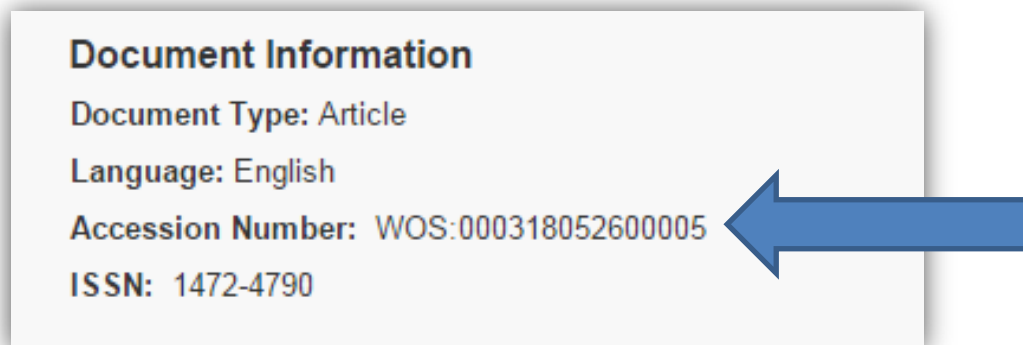 Document Information
Document Type: Article
Language: English
Accession Number: WOS:000318052600005
ISSN: 1472-4790